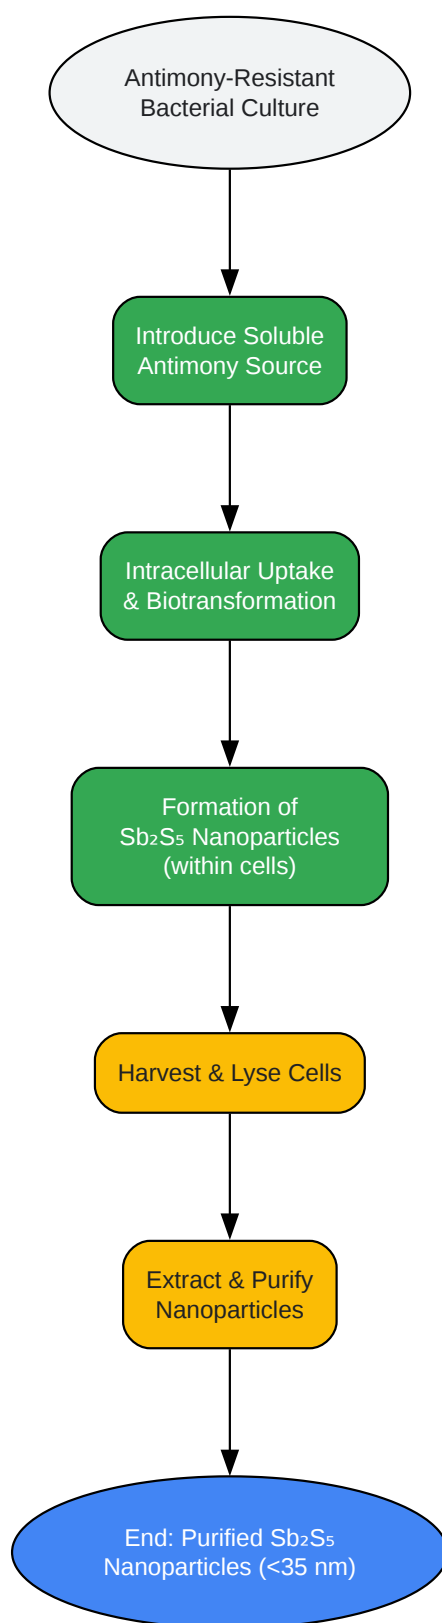 Antimony-Resistant
Bacterial Culture
Introduce Soluble
Antimony Source
Intracellular Uptake
& Biotransformation
Formation of
Sb₂S₅ Nanoparticles
(within cells)
Harvest & Lyse Cells
Extract & Purify
Nanoparticles
End: Purified Sb₂S₅
Nanoparticles (<35 nm)